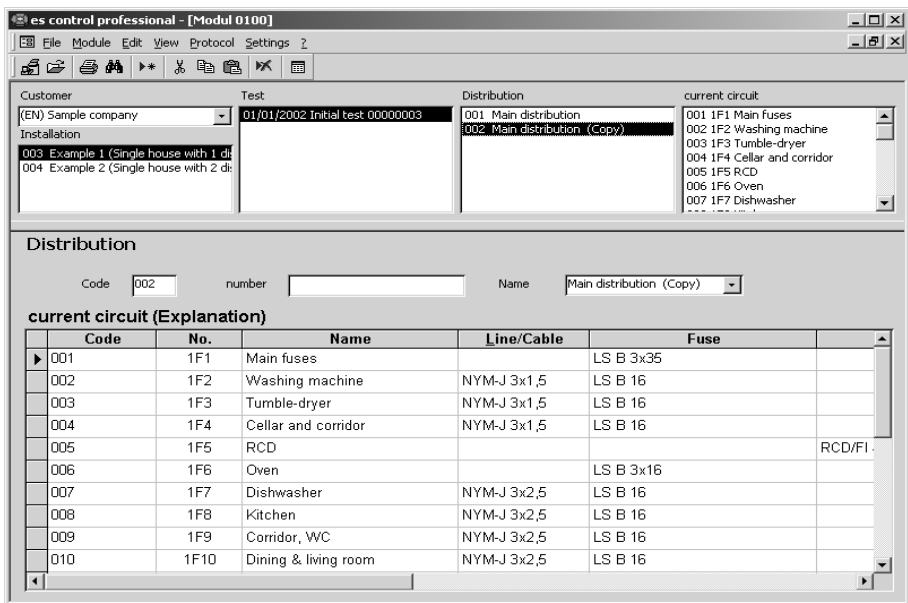 es control professional - [Modul 0100]
File Module Edit View Protocol Settings ?
Customer
(EN) Sample company
Installation
003 Example 1 (Single house with 1 di
004 Example 2 (Single house with 2 di
Test
01/01/2002 Initial test 00000003
Distribution
001 Main distribution
002 Main distribution (Copy)
current circuit
001 1F1 Main fuses
002 1F2 Washing machine
003 1F3 Tumble-dryer
004 1F4 Cellar and corridor
005 1F5 RCD
006 1F6 Oven
007 1F7 Dishwasher
Distribution
Code 002 number Name Main distribution (Copy)
current circuit (Explanation)
Code No. Name Line/Cable Fuse
001 1F1 Main fuses LS B 3x35
002 1F2 Washing machine NYM-J 3x1,5 LS B 16
003 1F3 Tumble-dryer NYM-J 3x1,5 LS B 16
004 1F4 Cellar and corridor NYM-J 3x1,5 LS B 16
005 1F5 RCD RCD/FI
006 1F6 Oven LS B 3x16
007 1F7 Dishwasher NYM-J 3x2,5 LS B 16
008 1F8 Kitchen NYM-J 3x2,5 LS B 16
009 1F9 Corridor, WC NYM-J 3x2,5 LS B 16
010 1F10 Dining & living room NYM-J 3x2,5 LS B 16